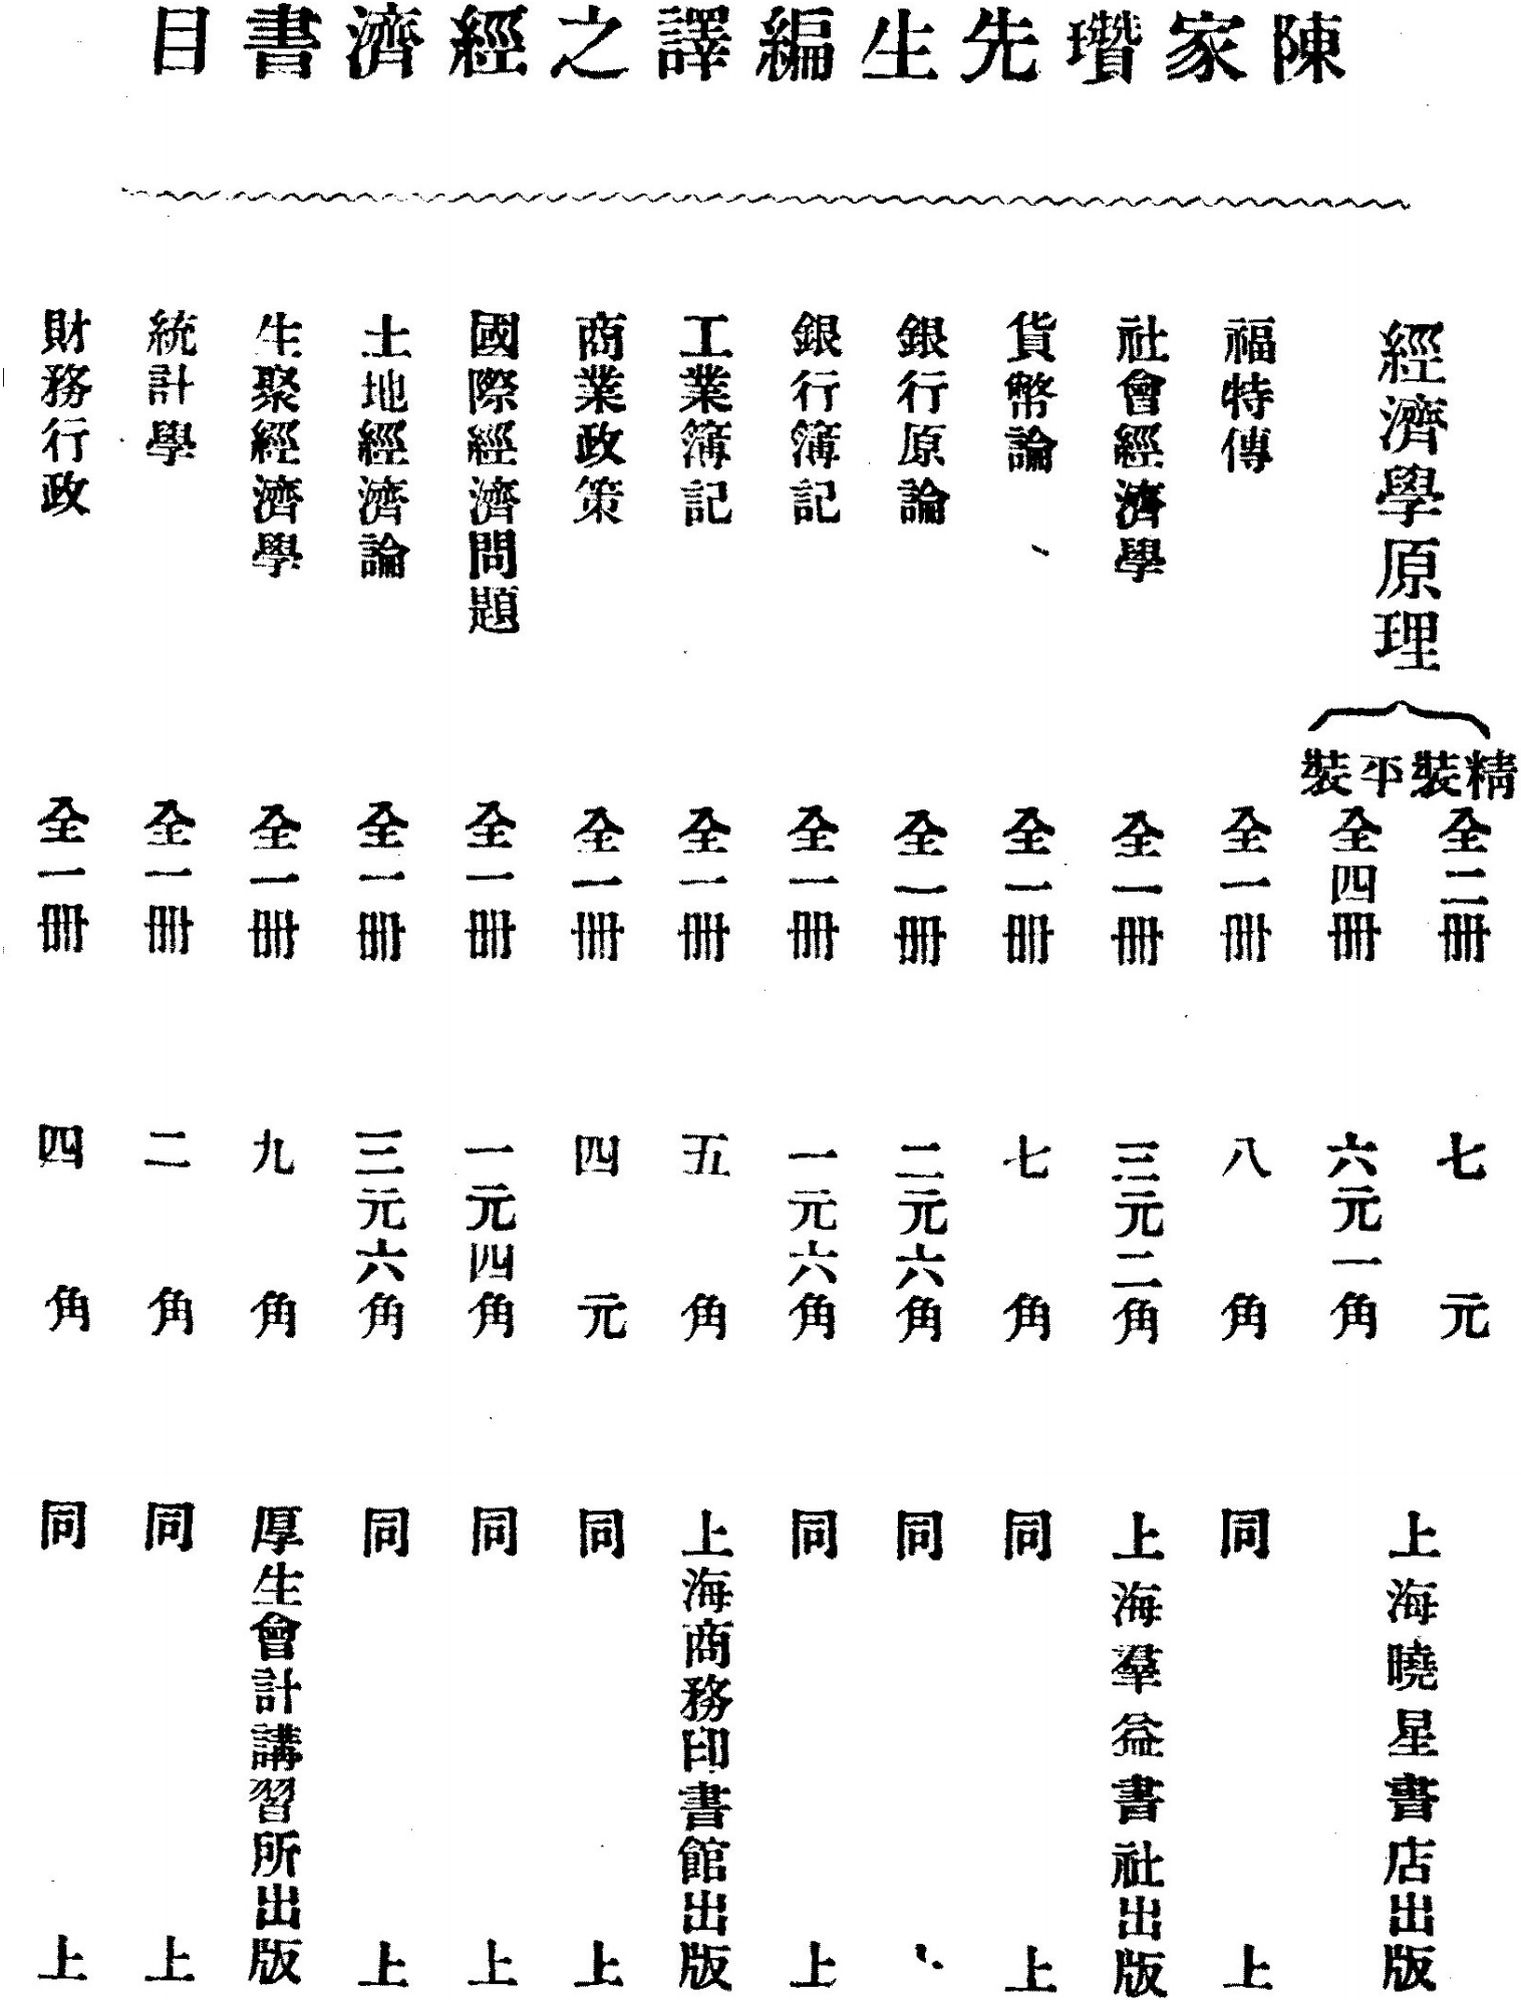 陳家瓚先生編譯之經濟書目
經濟學原理
精裝 全二冊 七元
平裝 全四冊 六元一角
上海曉星書店出版
福特傳 全一冊 八角 同上
社會經濟學 全一冊 三元二角 上海羣益書社出版
貨幣論 全一冊 七角 同上
銀行原論 全一冊 二元六角 同
銀行簿記 全一冊 一元六角 同上
工業簿記 全一冊 五角 上海商務印書館出版
商業政策 全一冊 四元 同上
國際經濟問題 全一冊 一元四角 同上
土地經濟論 全一冊 三元六角 同上
生聚經濟學 全一冊 九角 厚生會計講習所出版
統計學 全一冊 二角 同上
財務行政 全一冊 四角 同上